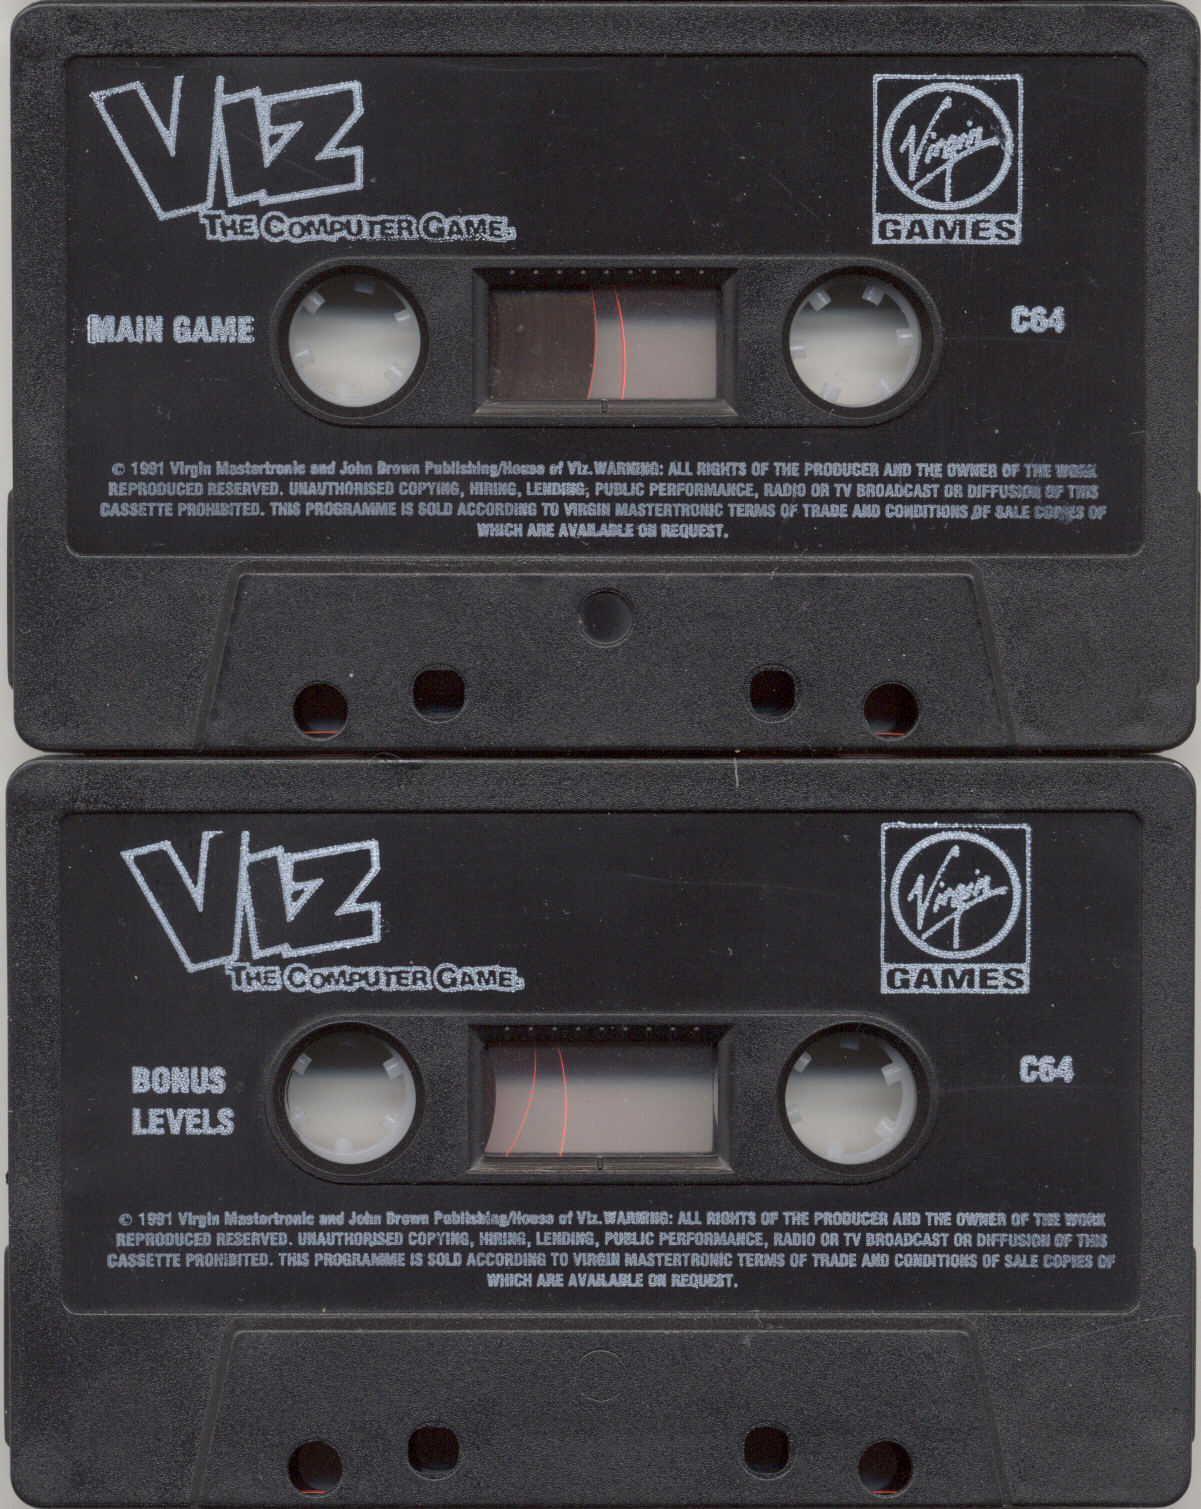 VIZ
THE COMPUTER GAME.
Virgin
GAMES
MAIN GAME
C64
© 1991 Virgin Mastertronic and John Brown Publishing/House of Viz. WARNING: ALL RIGHTS OF THE PRODUCER AND THE OWNER OF THE WORK
REPRODUCED RESERVED. UNAUTHORISED COPYING, HIRING, LENDING, PUBLIC PERFORMANCE, RADIO OR TV BROADCAST OR DIFFUSION OF THIS
CASSETTE PROHIBITED. THIS PROGRAMME IS SOLD ACCORDING TO VIRGIN MASTERTRONIC TERMS OF TRADE AND CONDITIONS OF SALE COPIES OF
WHICH ARE AVAILABLE ON REQUEST.
VIZ
THE COMPUTER GAME.
Virgin
GAMES
BONUS
LEVELS
C64
© 1991 Virgin Mastertronic and John Brown Publishing/House of Viz. WARNING: ALL RIGHTS OF THE PRODUCER AND THE OWNER OF THE WORK
REPRODUCED RESERVED. UNAUTHORISED COPYING, HIRING, LENDING, PUBLIC PERFORMANCE, RADIO OR TV BROADCAST OR DIFFUSION OF THIS
CASSETTE PROHIBITED. THIS PROGRAMME IS SOLD ACCORDING TO VIRGIN MASTERTRONIC TERMS OF TRADE AND CONDITIONS OF SALE COPIES OF
WHICH ARE AVAILABLE ON REQUEST.